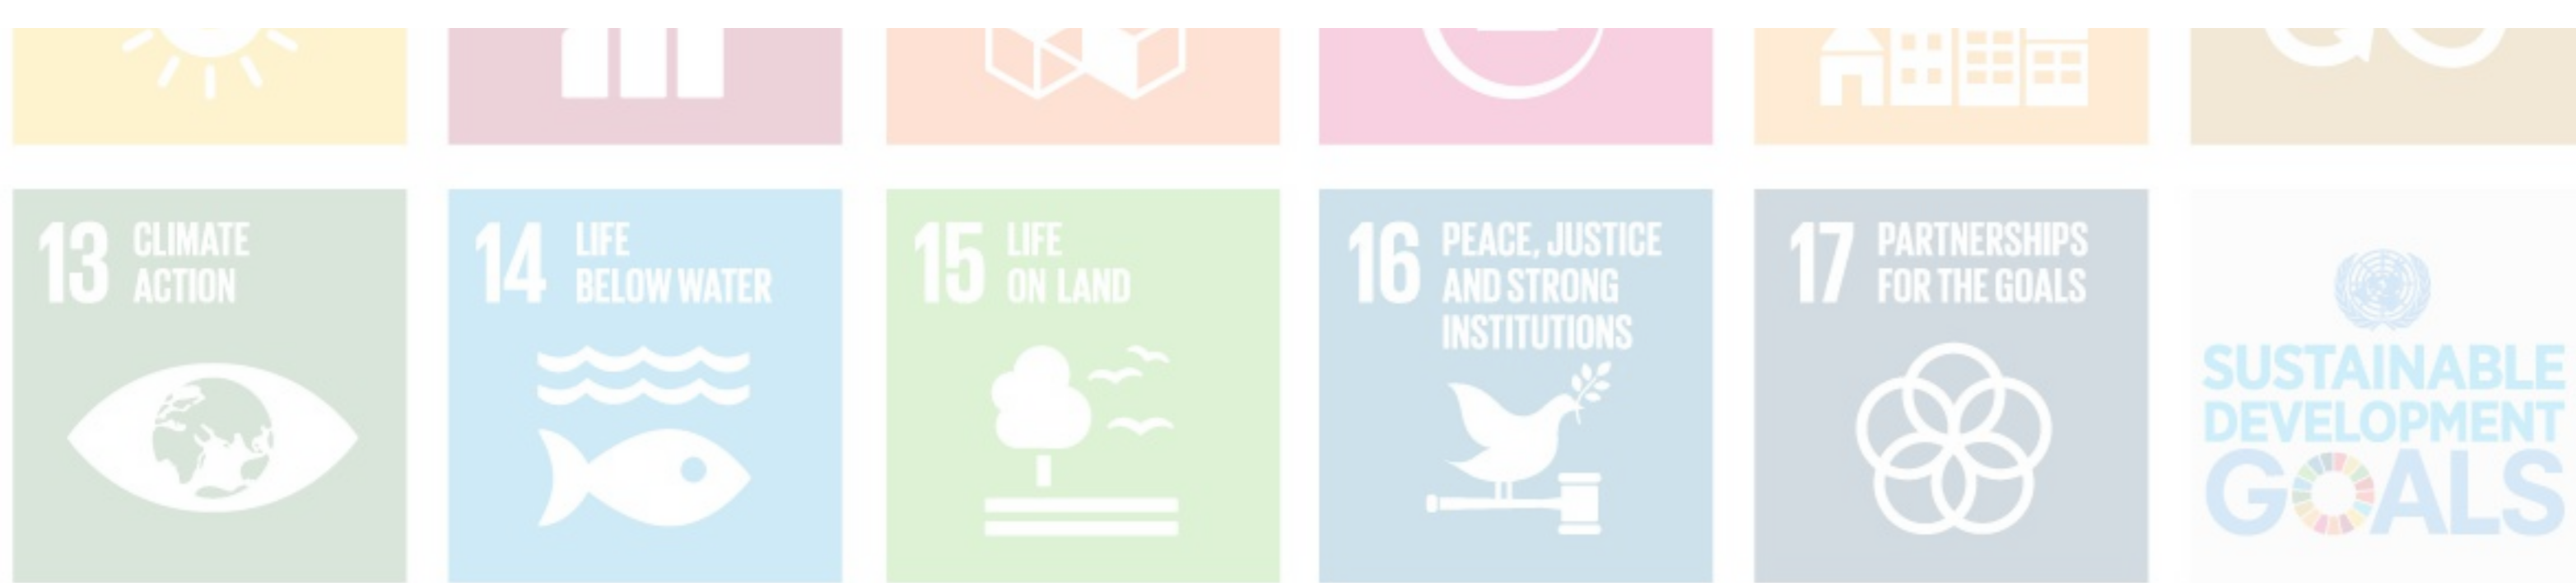 13 CLIMATE
ACTION
14 LIFE
BELOW WATER
15 LIFE
ON LAND
16 PEACE, JUSTICE
AND STRONG
INSTITUTIONS
17 PARTNERSHIPS
FOR THE GOALS
SUSTAINABLE
DEVELOPMENT
GOALS